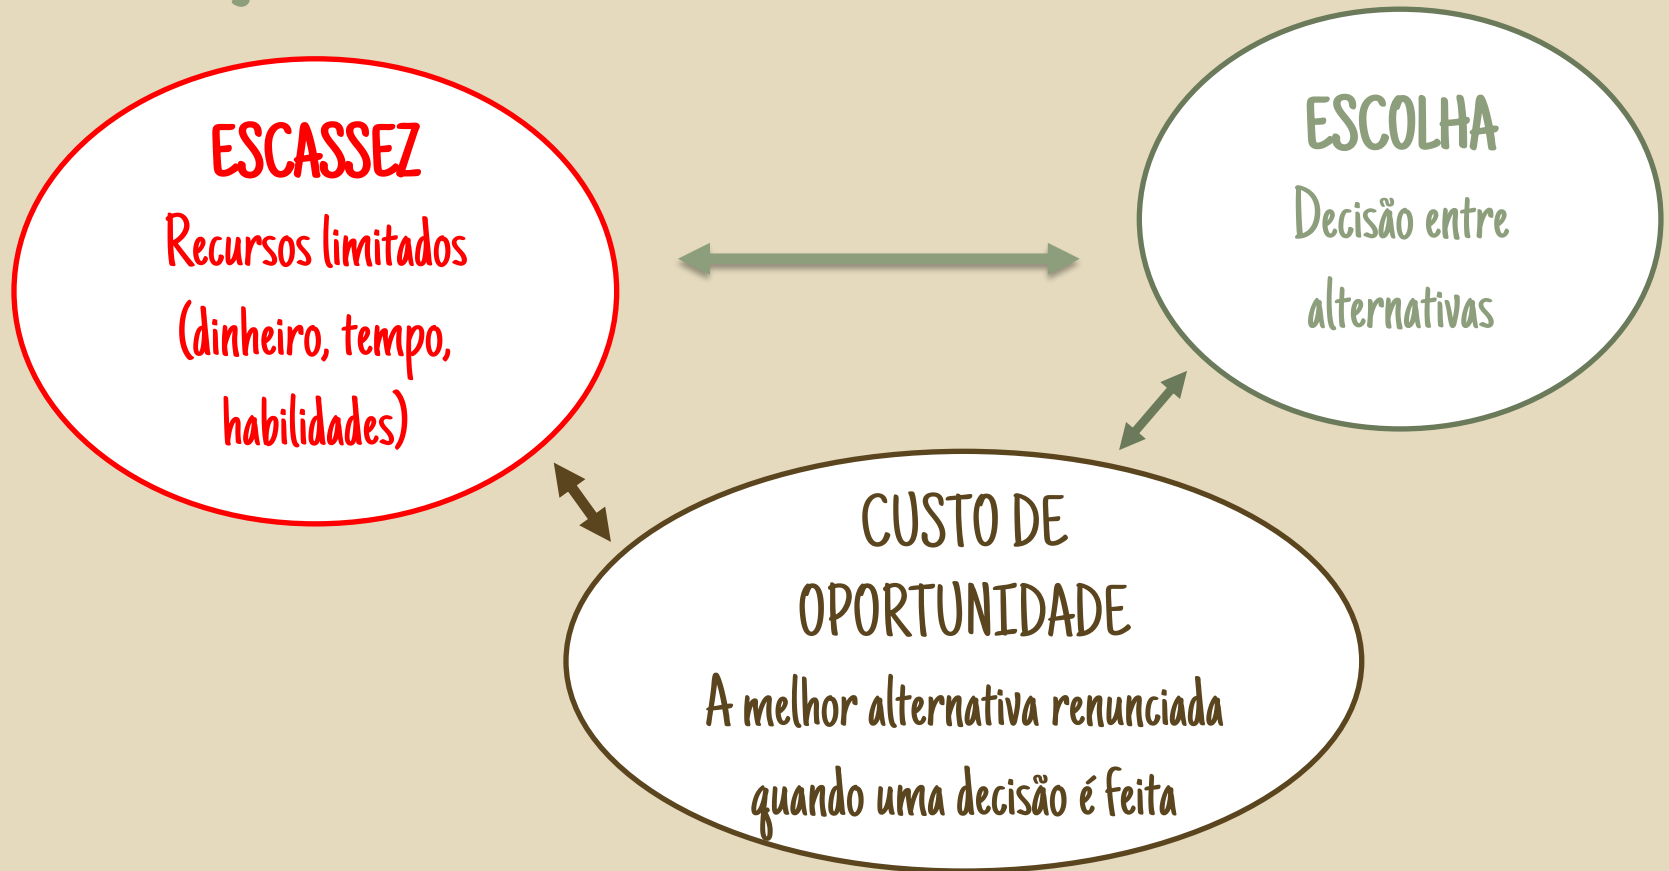 ESCASSEZ
Recursos limitados
(dinheiro, tempo,
habilidades)
ESCOLHA
Decisão entre
alternativas
CUSTO DE
OPORTUNIDADE
A melhor alternativa renunciada
quando uma decisão é feita